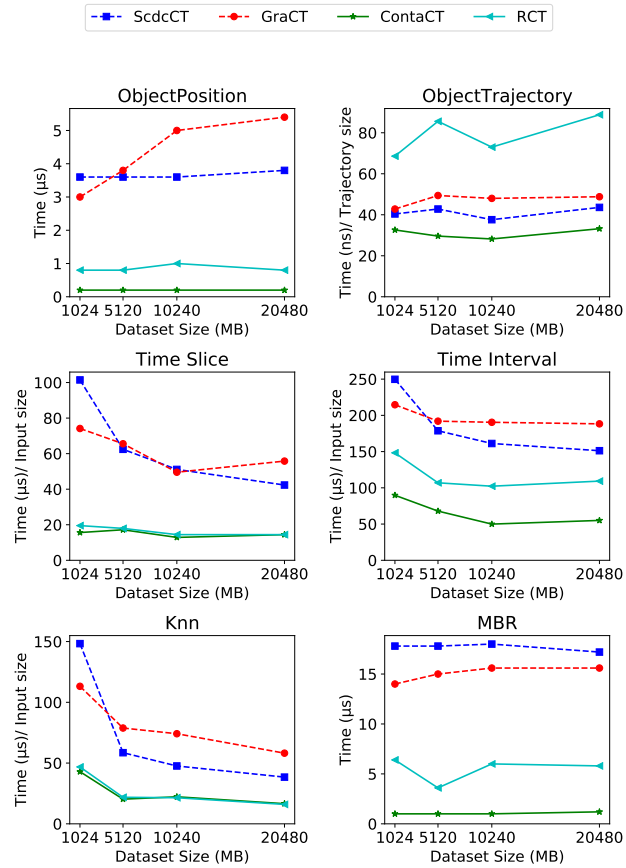 ScdcCT GraCT ContaCT RCT
ObjectPosition
Time (μs)
0 1 2 3 4 5
1024 5120 10240 20480
Dataset Size (MB)
ObjectTrajectory
Time (ns)/ Trajectory size
0 20 40 60 80
1024 5120 10240 20480
Dataset Size (MB)
Time Slice
Time (μs)/ Input size
0 20 40 60 80 100
1024 5120 10240 20480
Dataset Size (MB)
Time Interval
Time (μs)/ Input size
0 50 100 150 200 250
1024 5120 10240 20480
Dataset Size (MB)
Knn
Time (μs)/ Input size
0 50 100 150
1024 5120 10240 20480
Dataset Size (MB)
MBR
Time (μs)
0 5 10 15
1024 5120 10240 20480
Dataset Size (MB)